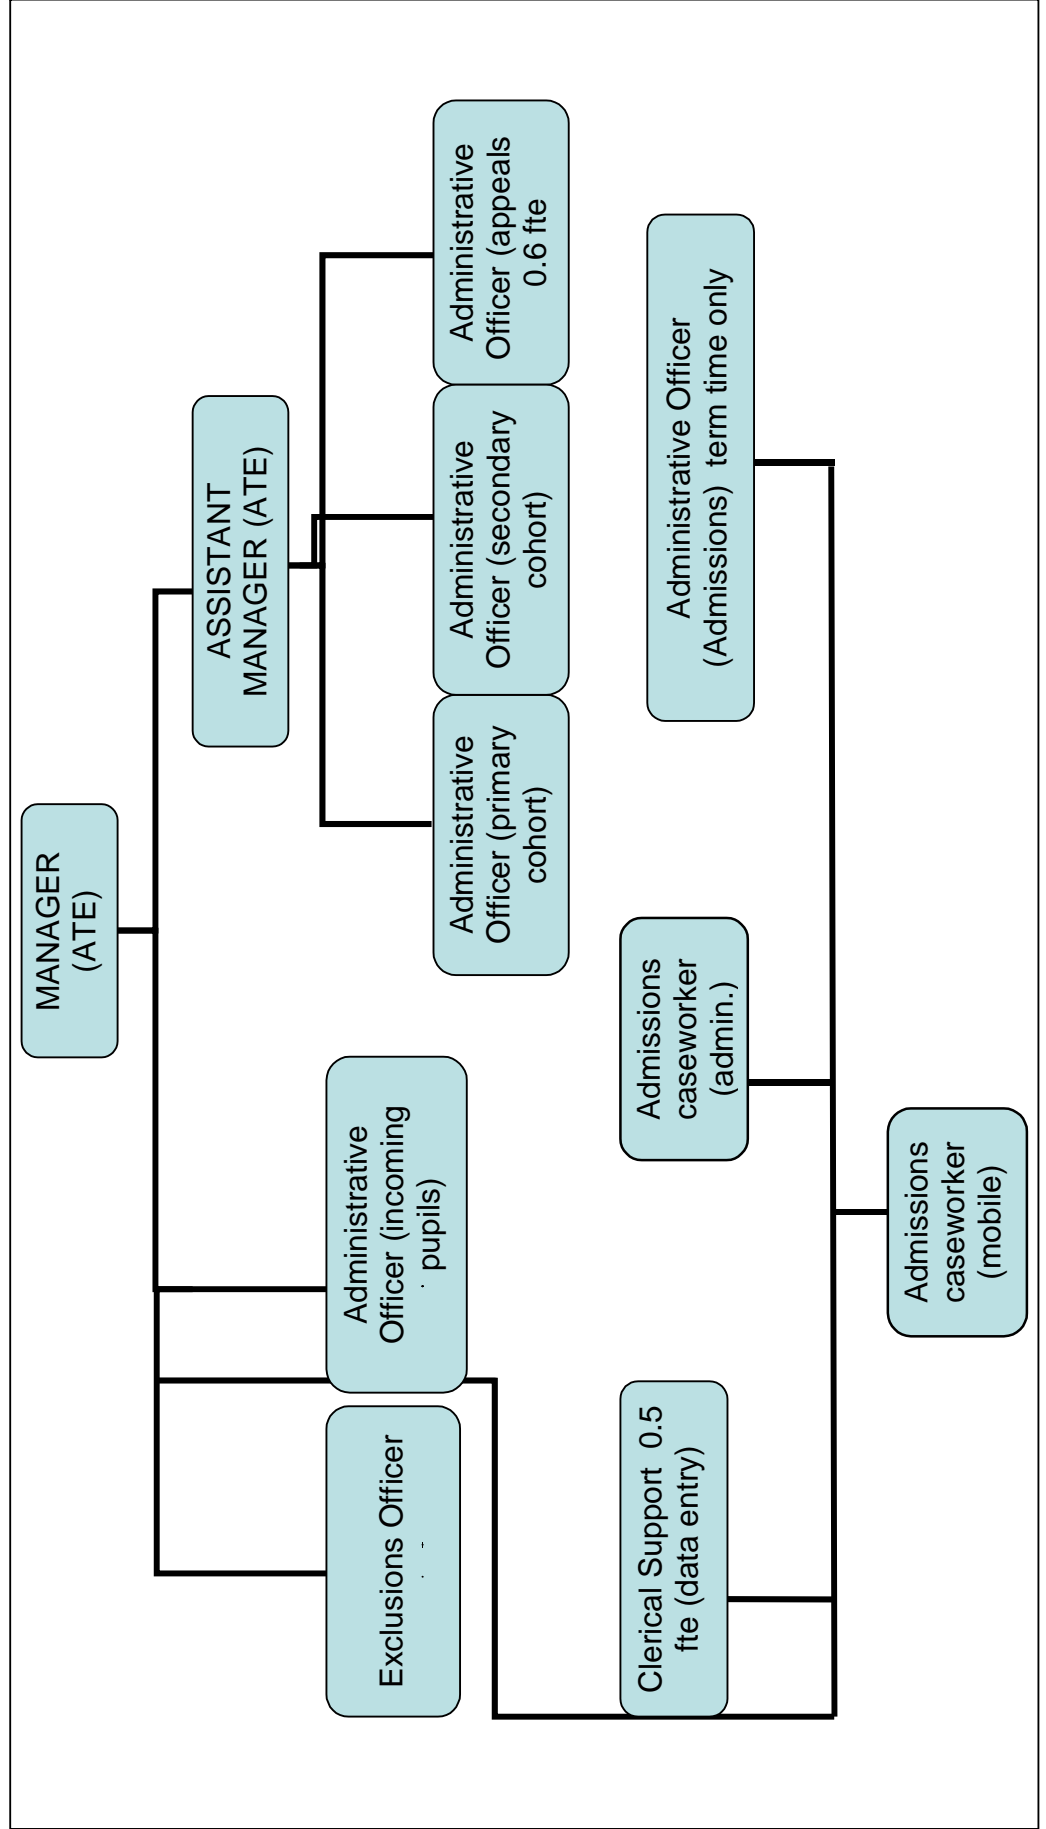 MANAGER
(ATE)
ASSISTANT
MANAGER (ATE)
Exclusions Officer
Administrative
Officer (incoming
pupils)
Administrative
Officer (primary
cohort)
Administrative
Officer (secondary
cohort)
Administrative
Officer (appeals
0.6 fte
Clerical Support 0.5
fte (data entry)
Admissions
caseworker
(admin.)
Administrative Officer
(Admissions) term time only
Admissions
caseworker
(mobile)